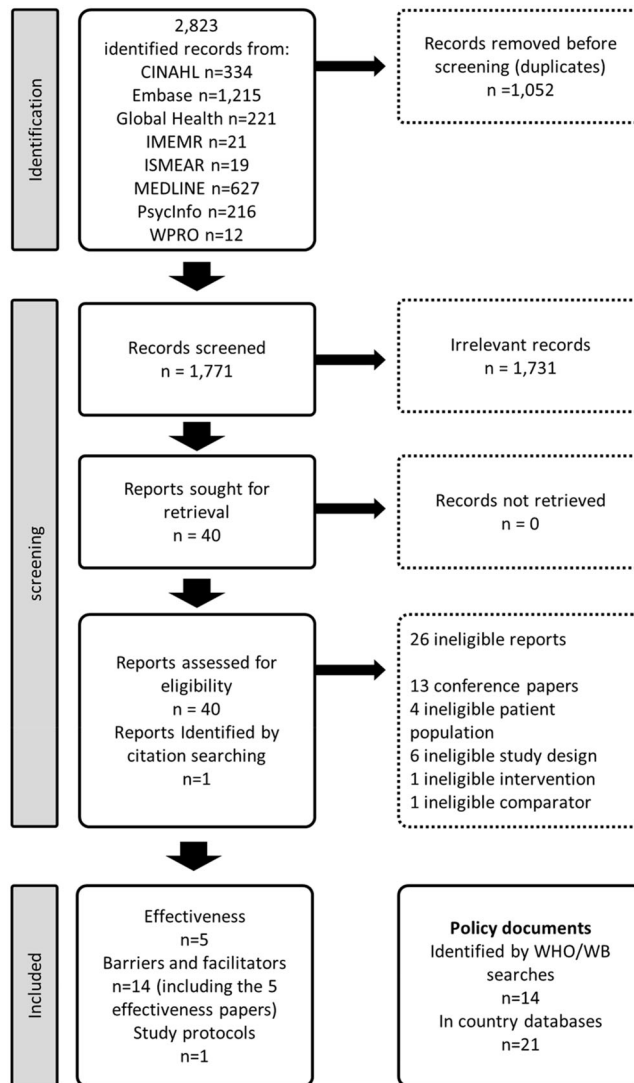 Identification
2,823
identified records from:
CINAHL n=334
Embase n=1,215
Global Health n=221
IMEMR n=21
ISMEAR n=19
MEDLINE n=627
PsycInfo n=216
WPRO n=12
Records removed before
screening (duplicates)
n =1,052
screening
Records screened
n = 1,771
Irrelevant records
n = 1,731
Reports sought for
retrieval
n = 40
Records not retrieved
n = 0
Reports assessed for
eligibility
n = 40
Reports Identified by
citation searching
n=1
26 ineligible reports
13 conference papers
4 ineligible patient
population
6 ineligible study design
1 ineligible intervention
1 ineligible comparator
Included
Effectiveness
n=5
Barriers and facilitators
n=14 (including the 5
effectiveness papers)
Study protocols
n=1
Policy documents
Identified by WHO/WB
searches
n=14
In country databases
n=21